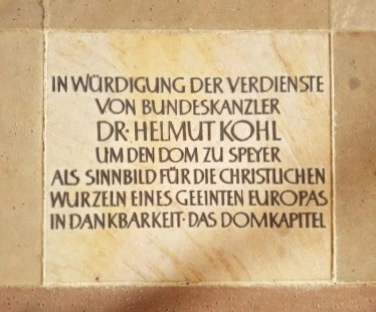 IN WÜRDIGUNG DER VERDIENSTE
VON BUNDESKANZLER
DR· HELMUT KOHL
UM DEN DOM ZU SPEYER
ALS SINNBILD FÜR DIE CHRISTLICHEN
WURZELN EINES GEEINTEN EUROPAS
IN DANKBARKEIT· DAS DOMKAPITEL